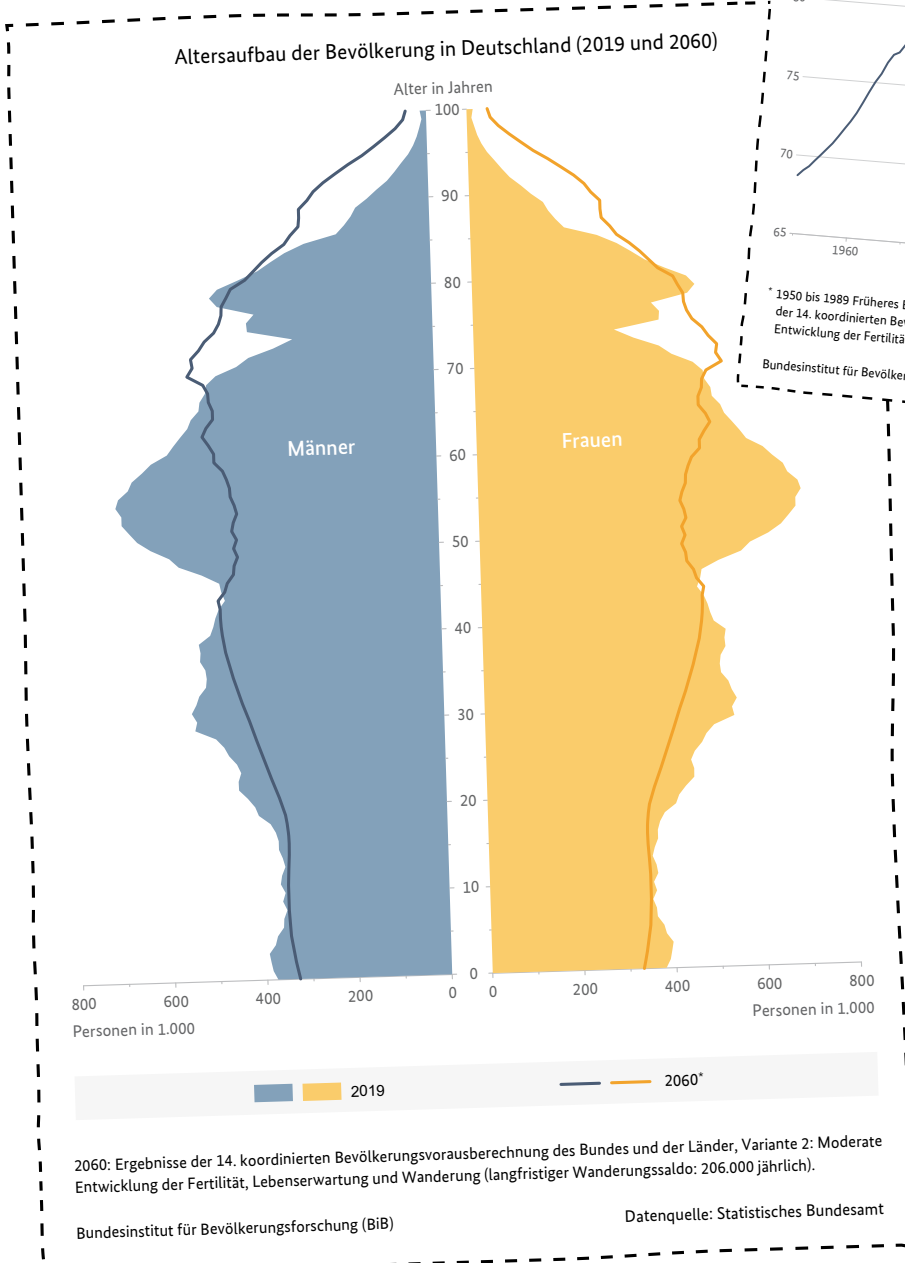 Altersaufbau der Bevölkerung in Deutschland (2019 und 2060)
Alter in Jahren
100
90
80
70
60
50
40
30
20
10
0
Männer
Frauen
800 600 400 200 0
0 200 400 600 800
Personen in 1.000
Personen in 1.000
2019
2060*
2060: Ergebnisse der 14. koordinierten Bevölkerungsvorausberechnung des Bundes und der Länder, Variante 2: Moderate
Entwicklung der Fertilität, Lebenserwartung und Wanderung (langfristiger Wanderungssaldo: 206.000 jährlich).
Bundesinstitut für Bevölkerungsforschung (BiB)
Datenquelle: Statistisches Bundesamt
75
70
65
1960
* 1950 bis 1989 Früheres
der 14. koordinierten
Entwicklung der
Bundesinstitut für